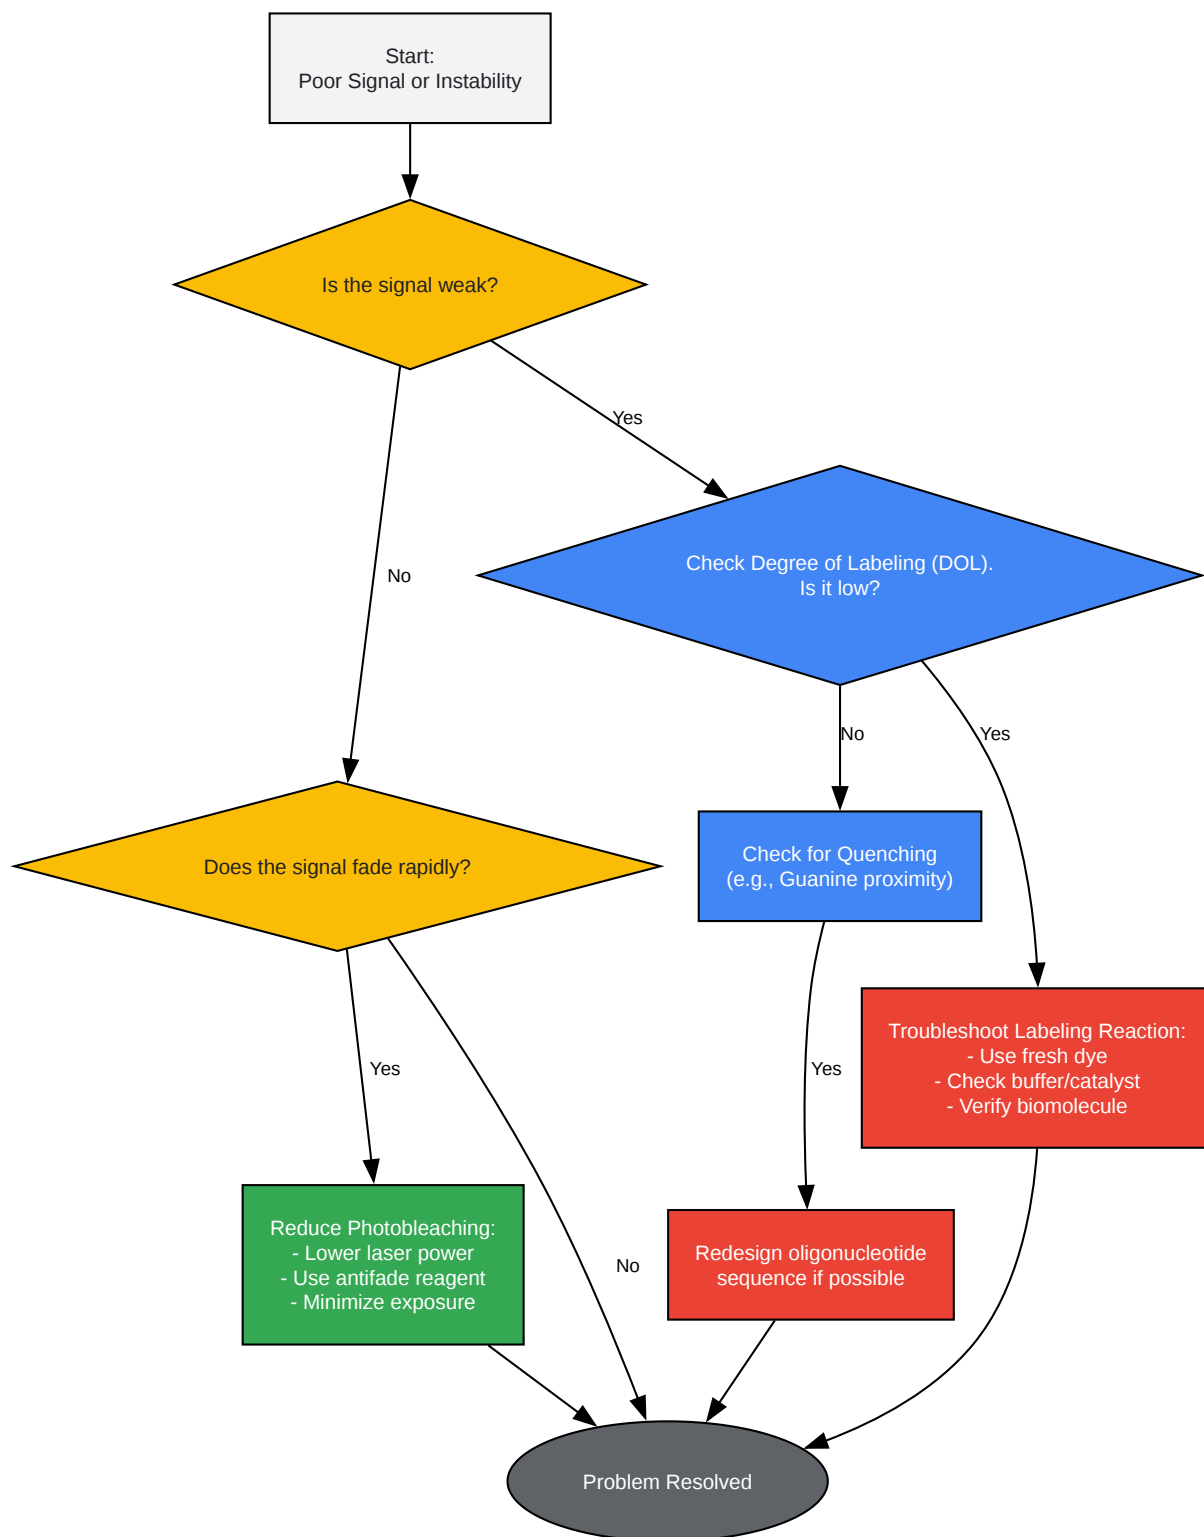 Start:
Poor Signal or Instability
Is the signal weak?
Yes
No
Check Degree of Labeling (DOL).
Is it low?
No
Yes
Does the signal fade rapidly?
Check for Quenching
(e.g., Guanine proximity)
Yes
No
Yes
Troubleshoot Labeling Reaction:
- Use fresh dye
- Check buffer/catalyst
- Verify biomolecule
Reduce Photobleaching:
- Lower laser power
- Use antifade reagent
- Minimize exposure
Redesign oligonucleotide
sequence if possible
Problem Resolved